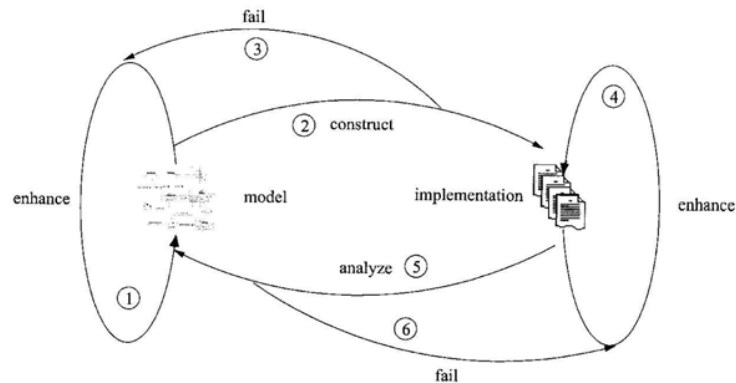 fail
③
④
② construct
enhance
model
implementation
enhance
analyze ⑤
①
⑥
fail